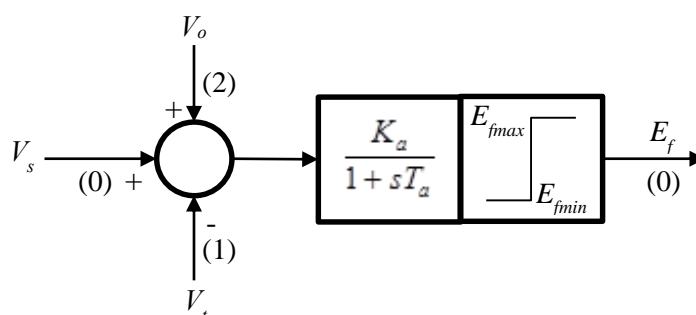 V_o
(2)
+
V_s
(0) +
-
(1)
V_t
K_a
1 + sT_a
E_fmax
E_fmin
E_f
(0)